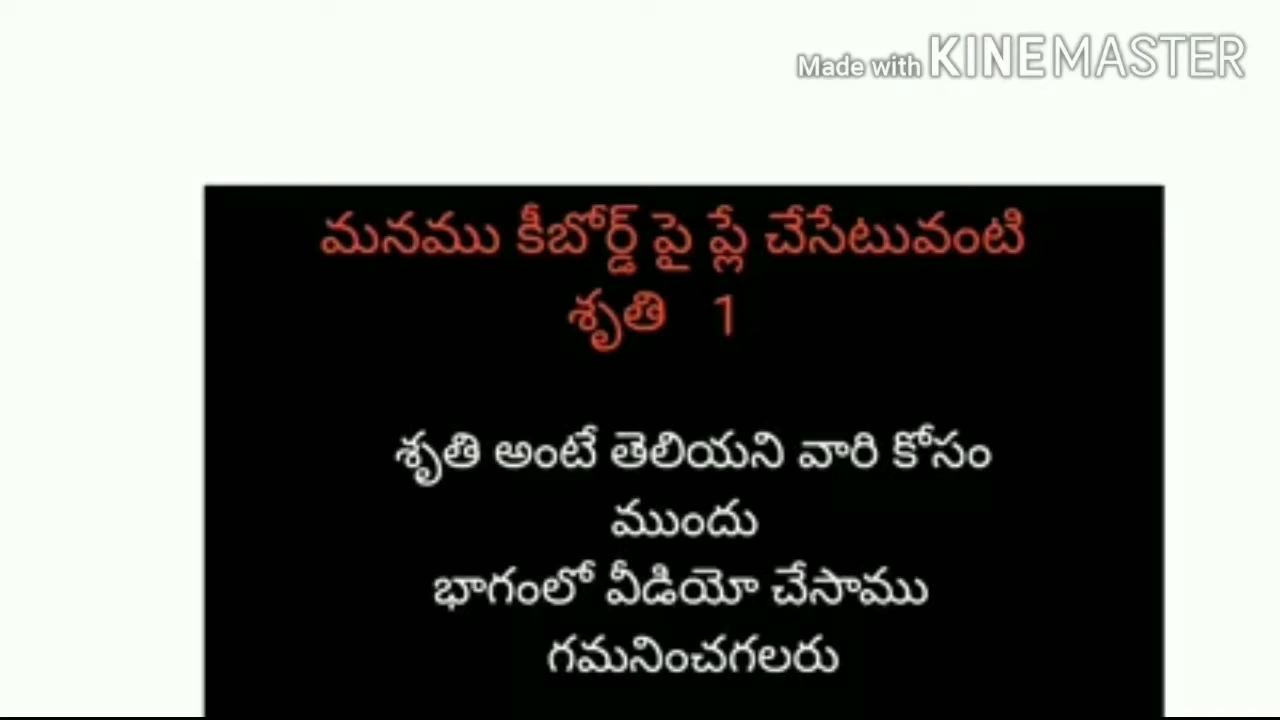 Made with KINEMASTER
మనము కీబోర్డ్ పై ప్లే చేసేటువంటి
శృతి 1
శృతి అంటే తెలియని వారి కోసం
ముందు
భాగంలో వీడియో చేసాము
గమనించగలరు